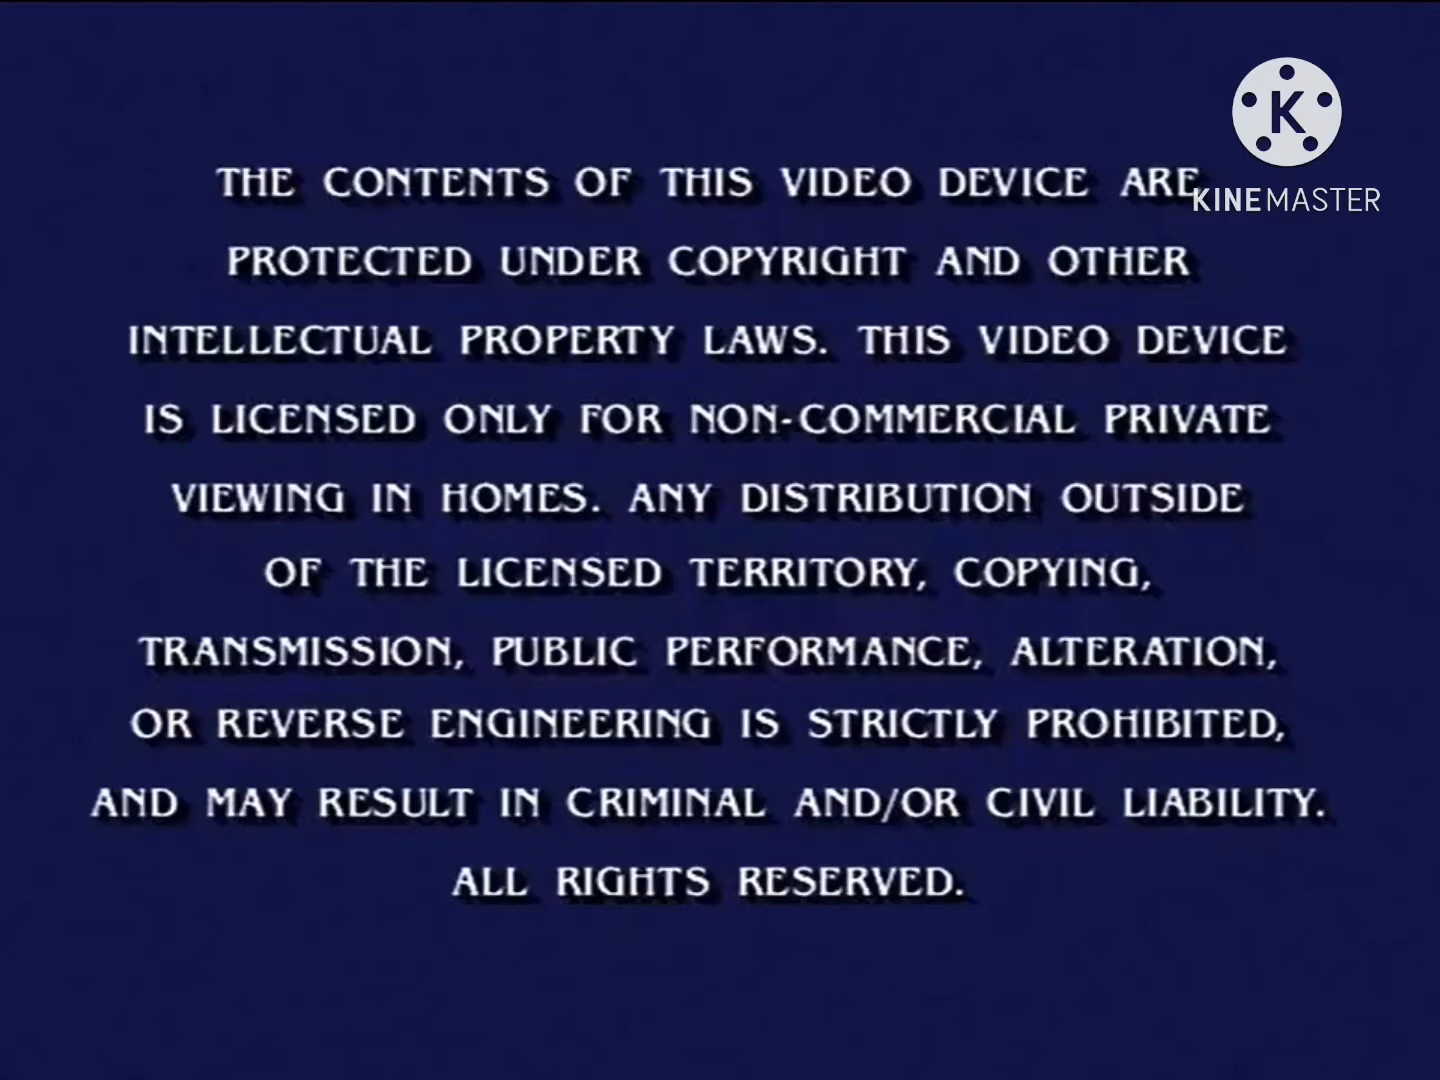 THE CONTENTS OF THIS VIDEO DEVICE ARE
PROTECTED UNDER COPYRIGHT AND OTHER
INTELLECTUAL PROPERTY LAWS. THIS VIDEO DEVICE
IS LICENSED ONLY FOR NON-COMMERCIAL PRIVATE
VIEWING IN HOMES. ANY DISTRIBUTION OUTSIDE
OF THE LICENSED TERRITORY, COPYING,
TRANSMISSION, PUBLIC PERFORMANCE, ALTERATION,
OR REVERSE ENGINEERING IS STRICTLY PROHIBITED,
AND MAY RESULT IN CRIMINAL AND/OR CIVIL LIABILITY.
ALL RIGHTS RESERVED.
K
KINEMASTER